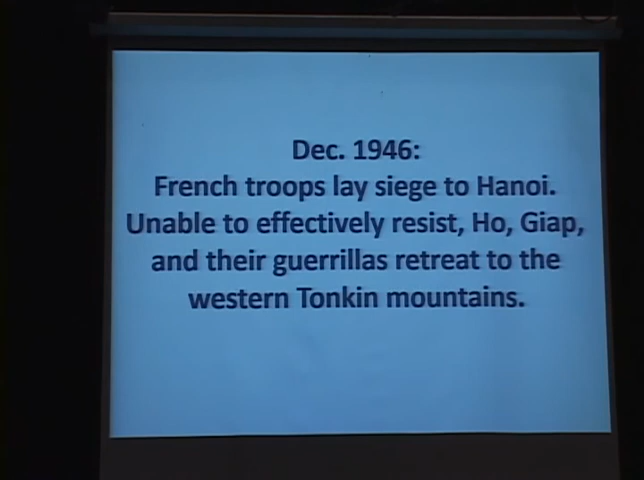 Dec. 1946:
French troops lay siege to Hanoi.
Unable to effectively resist, Ho, Giap,
and their guerrillas retreat to the
western Tonkin mountains.